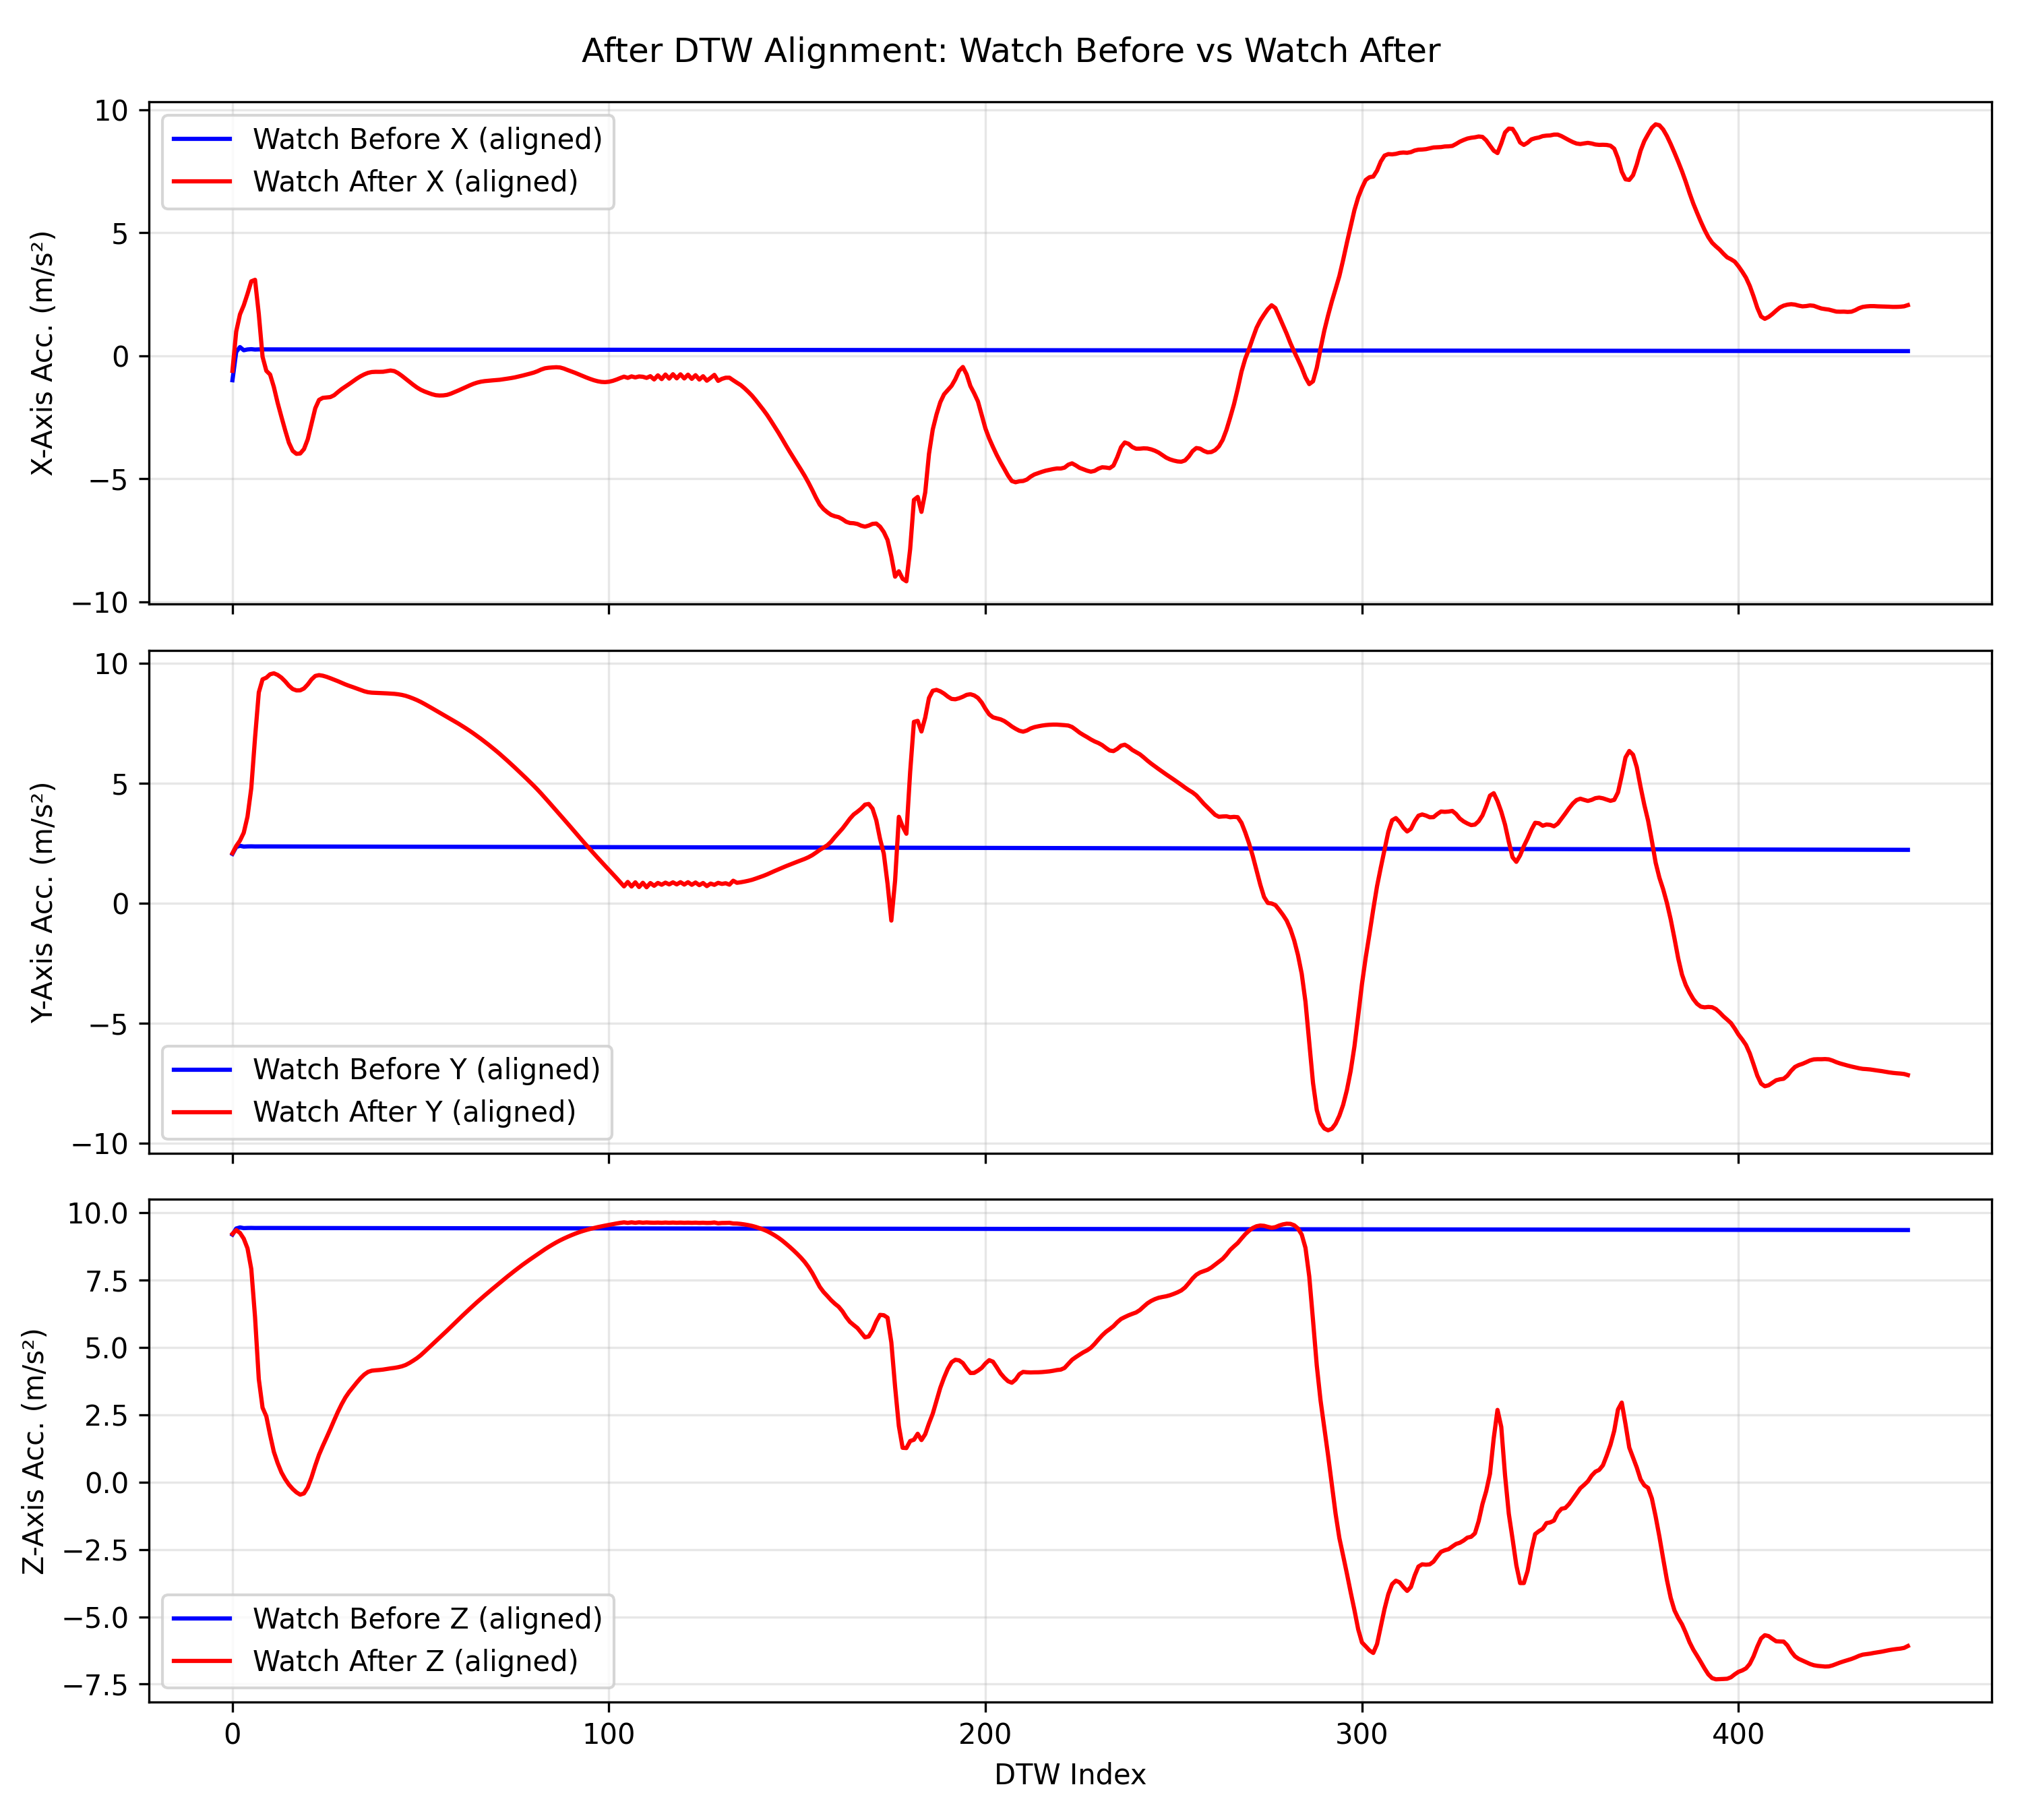 After DTW Alignment: Watch Before vs Watch After
10
5
0
−5
−10
X-Axis Acc. (m/s²)
Watch Before X (aligned)
Watch After X (aligned)
10
5
0
−5
−10
Y-Axis Acc. (m/s²)
Watch Before Y (aligned)
Watch After Y (aligned)
10.0
7.5
5.0
2.5
0.0
−2.5
−5.0
−7.5
Z-Axis Acc. (m/s²)
Watch Before Z (aligned)
Watch After Z (aligned)
0 100 200 300 400
DTW Index